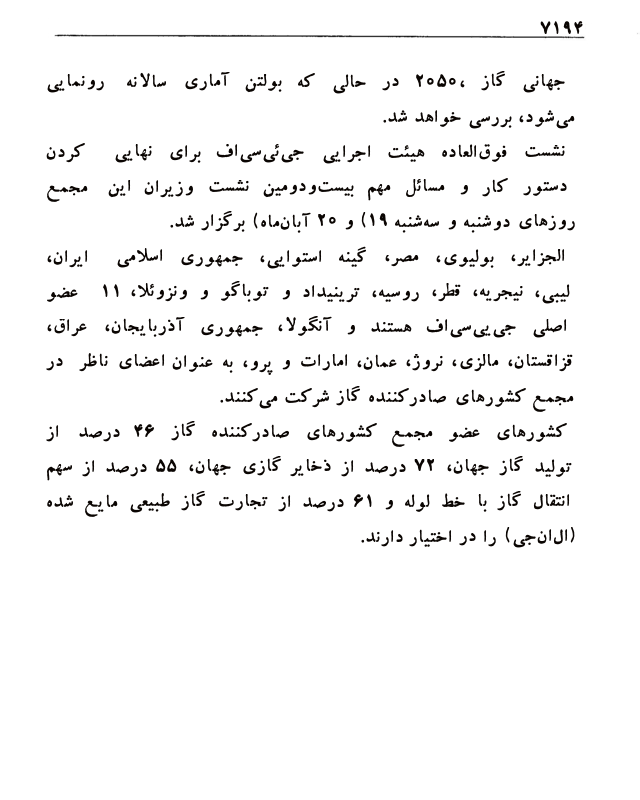 ۷۱۹۴
جهانی گاز ۲۰۵۰، در حالی که بولتن آماری سالانه رونمایی
می‌شود، بررسی خواهد شد.
نشست فوق‌العاده هیئت اجرایی جی‌ئی‌سی‌اف برای نهایی کردن
دستور کار و مسائل مهم بیست‌ودومین نشست وزیران این مجمع
روزهای دوشنبه و سه‌شنبه ۱۹) و ۲۰ آبان‌ماه) برگزار شد.
الجزایر، بولیوی، مصر، گینه استوایی، جمهوری اسلامی ایران،
لیبی، نیجریه، قطر، روسیه، ترینیداد و توباگو و ونزوئلا، ۱۱ عضو
اصلی جی‌یی‌سی‌اف هستند و آنگولا، جمهوری آذربایجان، عراق،
قزاقستان، مالزی، نروژ، عمان، امارات و پرو، به عنوان اعضای ناظر در
مجمع کشورهای صادرکننده گاز شرکت می‌کنند.
کشورهای عضو مجمع کشورهای صادرکننده گاز ۴۶ درصد از
تولید گاز جهان، ۷۲ درصد از ذخایر گازی جهان، ۵۵ درصد از سهم
انتقال گاز با خط لوله و ۶۱ درصد از تجارت گاز طبیعی مایع شده
(ال‌ان‌جی) را در اختیار دارند.